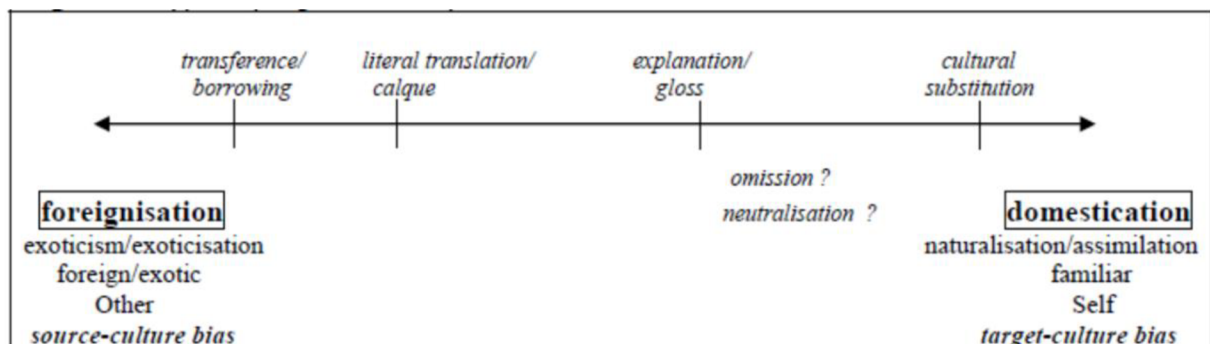 transference/ literal translation/ explanation/ cultural
borrowing calque gloss substitution
omission ?
neutralisation ?
foreignisation domestication
exoticism/exoticisation naturalisation/assimilation
foreign/exotic familiar
Other Self
source-culture bias target-culture bias